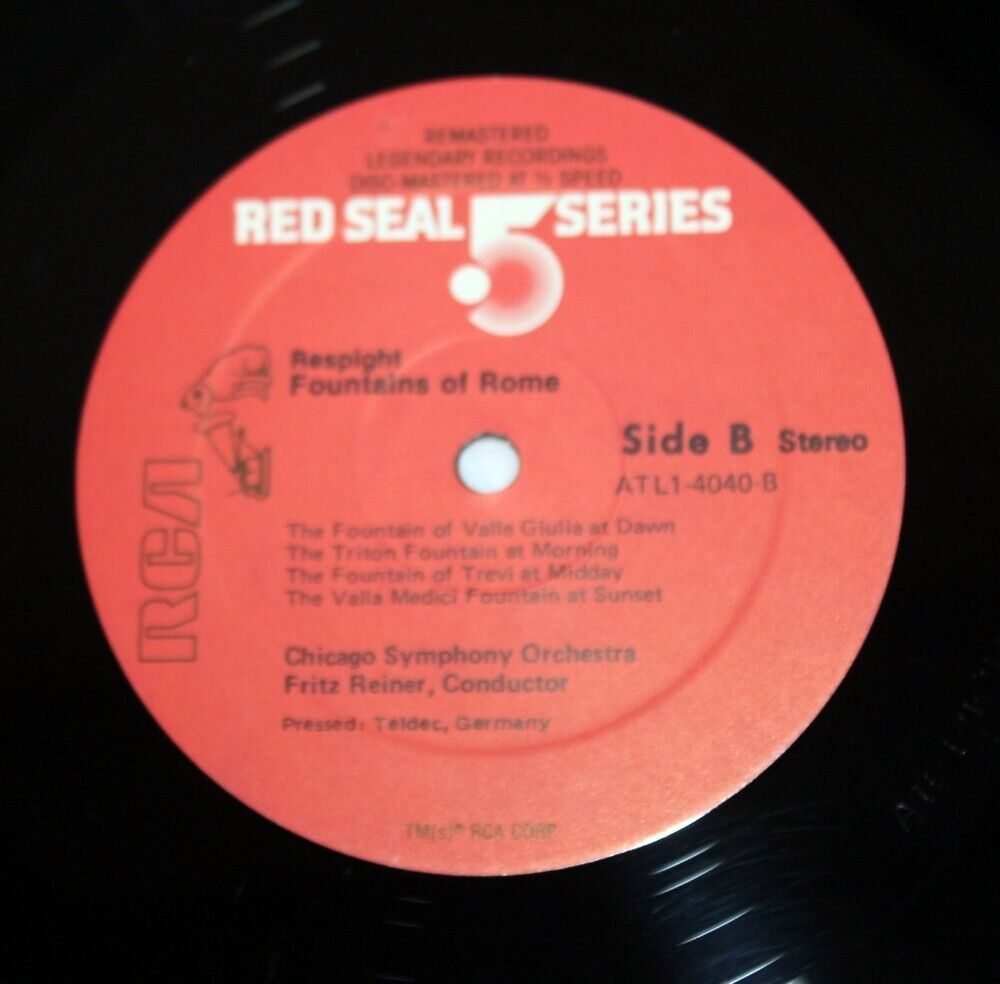 REMASTERED
LEGENDARY RECORDINGS
DISC-MASTERED AT ½ SPEED
RED SEAL .5 SERIES
Respighi
Fountains of Rome
Side B Stereo
ATL1-4040-B
RCA
The Fountain of Valle Giulia at Dawn
The Triton Fountain at Morning
The Fountain of Trevi at Midday
The Valla Medici Fountain at Sunset
Chicago Symphony Orchestra
Fritz Reiner, Conductor
Pressed: Teldec, Germany
TM(s)® RCA CORP